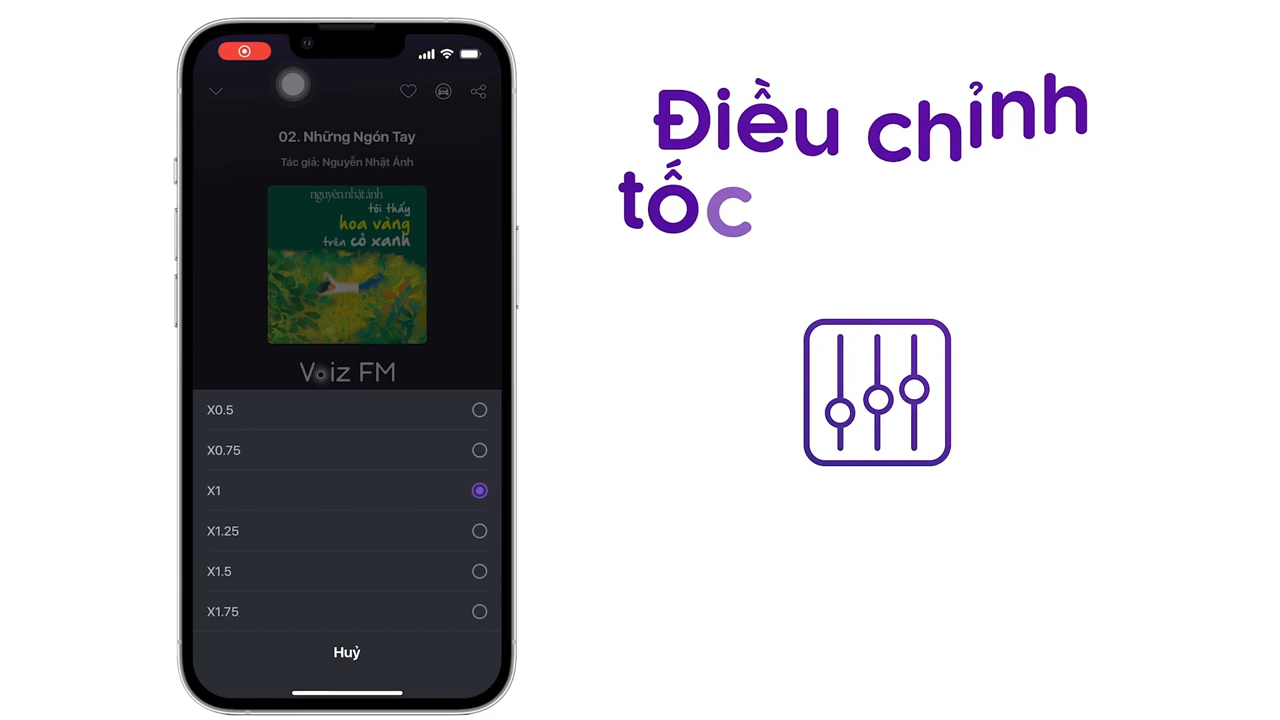 02. Những Ngón Tay
Tác giả: Nguyễn Nhật Ánh
nguyễn nhật ánh
tôi thấy
hoa vàng
trên cỏ xanh
Voiz FM
X0.5
X0.75
X1
X1.25
X1.5
X1.75
Huỷ
Điều chỉnh
tốc